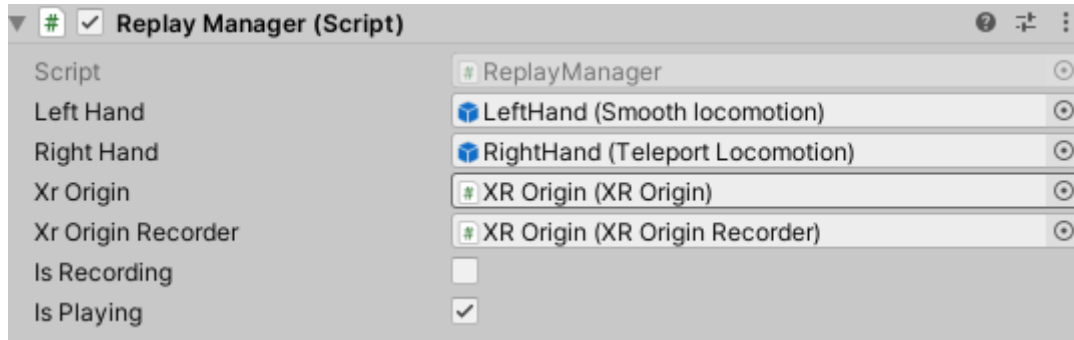 # Replay Manager (Script)
Script # ReplayManager
Left Hand LeftHand (Smooth locomotion)
Right Hand RightHand (Teleport Locomotion)
Xr Origin # XR Origin (XR Origin)
Xr Origin Recorder # XR Origin (XR Origin Recorder)
Is Recording
Is Playing